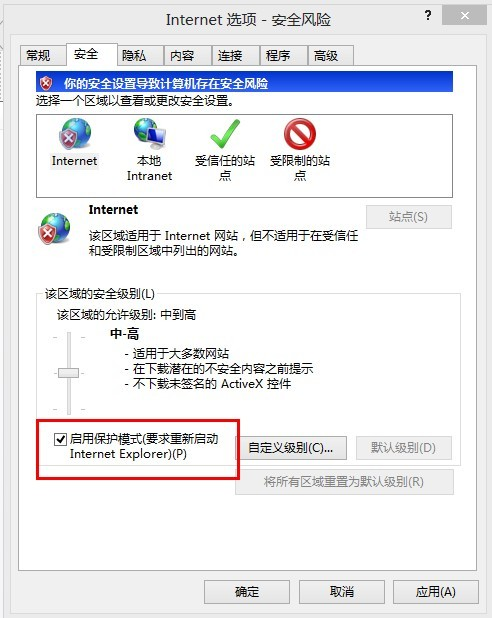 Internet 选项 - 安全风险
?
×
常规
安全
隐私
内容
连接
程序
高级
你的安全设置导致计算机存在安全风险
选择一个区域以查看或更改安全设置。
Internet
本地
Intranet
受信任的站
点
受限制的站
点
Internet
站点(S)
该区域适用于 Internet 网站，但不适用于在受信任
和受限制区域中列出的网站。
该区域的安全级别(L)
该区域的允许级别: 中到高
中-高
- 适用于大多数网站
- 在下载潜在的不安全内容之前提示
- 不下载未签名的 ActiveX 控件
启用保护模式(要求重新启动
Internet Explorer)(P)
自定义级别(C)...
默认级别(D)
将所有区域重置为默认级别(R)
确定
取消
应用(A)